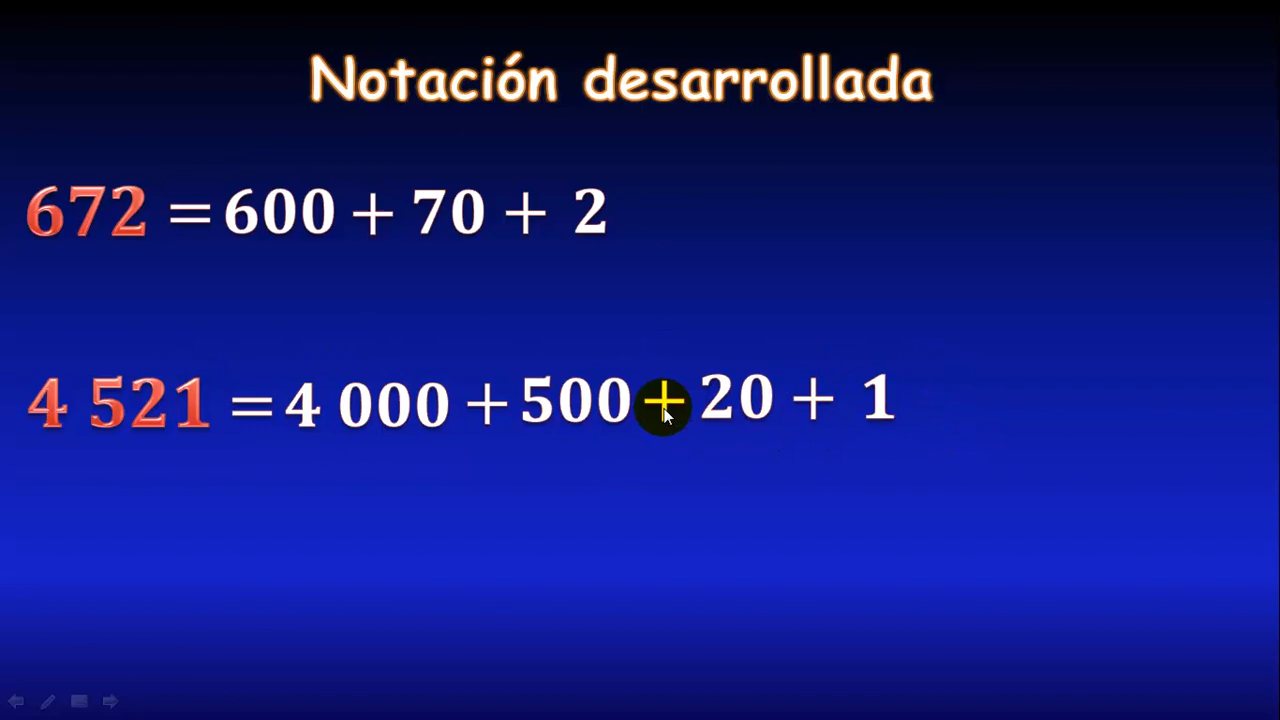 Notación desarrollada
672 = 600 + 70 + 2
4 521 = 4 000 + 500 + 20 + 1